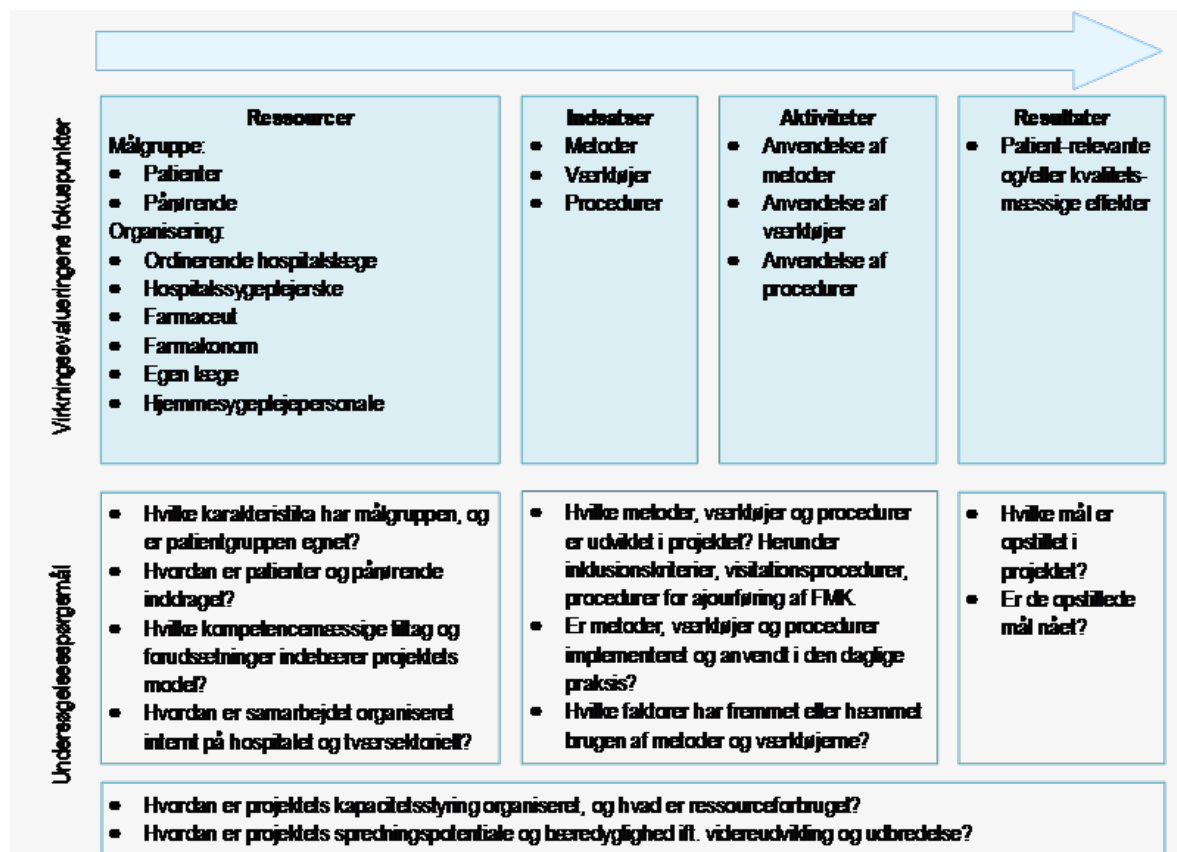 Virkningsevalueringens fokuspunkter
Ressourcer
Målgruppe:
• Patienter
• Pårørende
Organisering:
• Ordinerende hospitalslæge
• Hospitalssygeplejerske
• Farmaceut
• Farmakonom
• Egen læge
• Hjemmesygeplejepersonale
Indsatser
• Metoder
• Værktøjer
• Procedurer
Aktiviteter
• Anvendelse af
metoder
• Anvendelse af
værktøjer
• Anvendelse af
procedurer
Resultater
• Patient-relevante
og/eller kvalitets-
mæssige effekter
Undersøgelsesspørgsmål
• Hvilke karakteristika har målgruppen, og
er patientgruppen egnet?
• Hvordan er patienter og pårørende
inddraget?
• Hvilke kompetencemæssige tiltag og
forudsætninger indebærer projektets
model?
• Hvordan er samarbejdet organiseret
internt på hospitalet og tværsektorielt?
• Hvilke metoder, værktøjer og procedurer
er udviklet i projektet? Herunder
inklusionskriterier, visitationsprocedurer,
procedurer for ajourføring af FMK.
• Er metoder, værktøjer og procedurer
implementeret og anvendt i den daglige
praksis?
• Hvilke faktorer har fremmet eller hæmmet
brugen af metoder og værktøjerne?
• Hvilke mål er
opstillet i
projektet?
• Er de opstillede
mål nået?
• Hvordan er projektets kapacitetsstyring organiseret, og hvad er ressourceforbruget?
• Hvordan er projektets spredningspotentiale og bæredygtighed ift. videreudvikling og udbredelse?